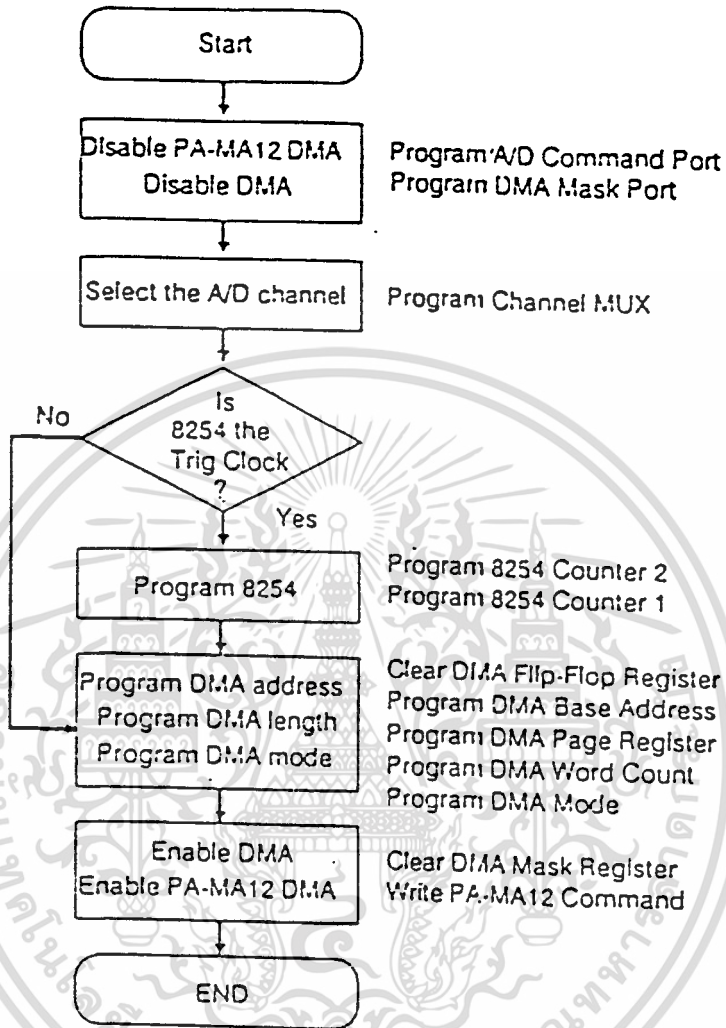 Start
Disable PA-MA12 DMA
Disable DMA
Program A/D Command Port
Program DMA Mask Port
Select the A/D channel
Program Channel MUX
Is
8254 the
Trig Clock
?
No
Yes
Program 8254
Program 8254 Counter 2
Program 8254 Counter 1
Program DMA address
Program DMA length
Program DMA mode
Clear DMA Flip-Flop Register
Program DMA Base Address
Program DMA Page Register
Program DMA Word Count
Program DMA Mode
Enable DMA
Enable PA-MA12 DMA
Clear DMA Mask Register
Write PA-MA12 Command
END